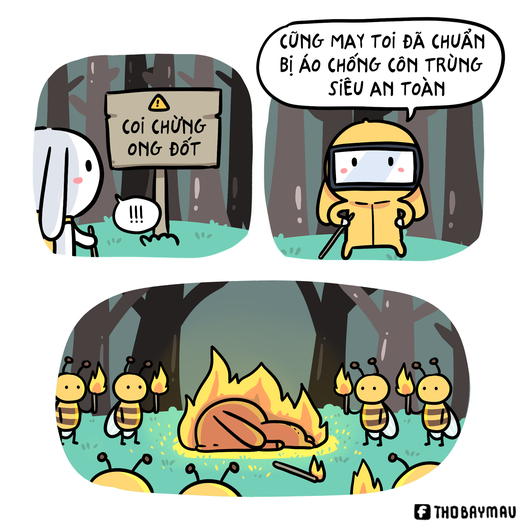 COI CHỪNG
ONG ĐỐT
!!!
CŨNG MAY TOI ĐÃ CHUẨN
BỊ ÁO CHỐNG CÔN TRÙNG
SIÊU AN TOÀN
THOBAYMAU